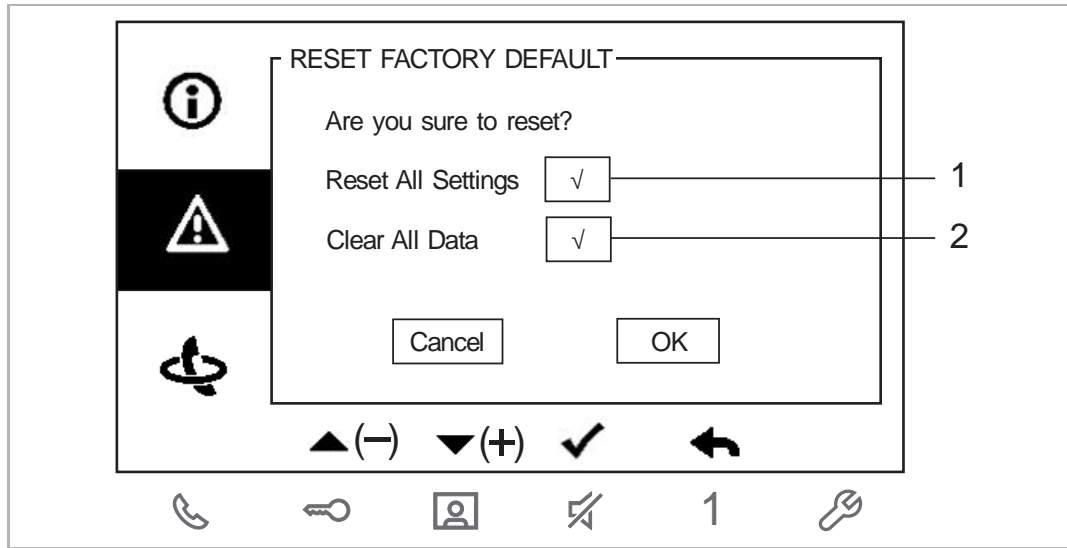 RESET FACTORY DEFAULT
Are you sure to reset?
Reset All Settings √ 1
Clear All Data √ 2
Cancel OK
(−) (+)
1